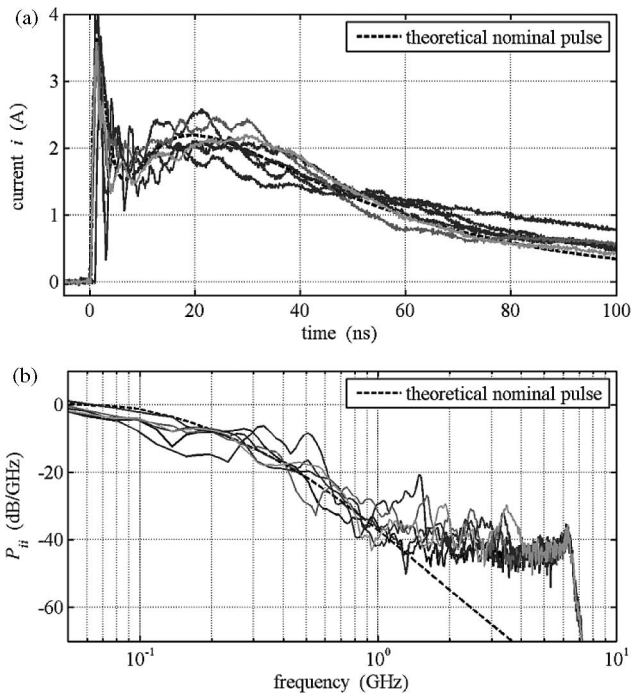 (a)
4
theoretical nominal pulse
3
current i (A)
2
1
0
0 20 40 60 80 100
time (ns)
(b)
0
theoretical nominal pulse
-20
P_ii (dB/GHz)
-40
-60
10^-1 10^0 10^1
frequency (GHz)